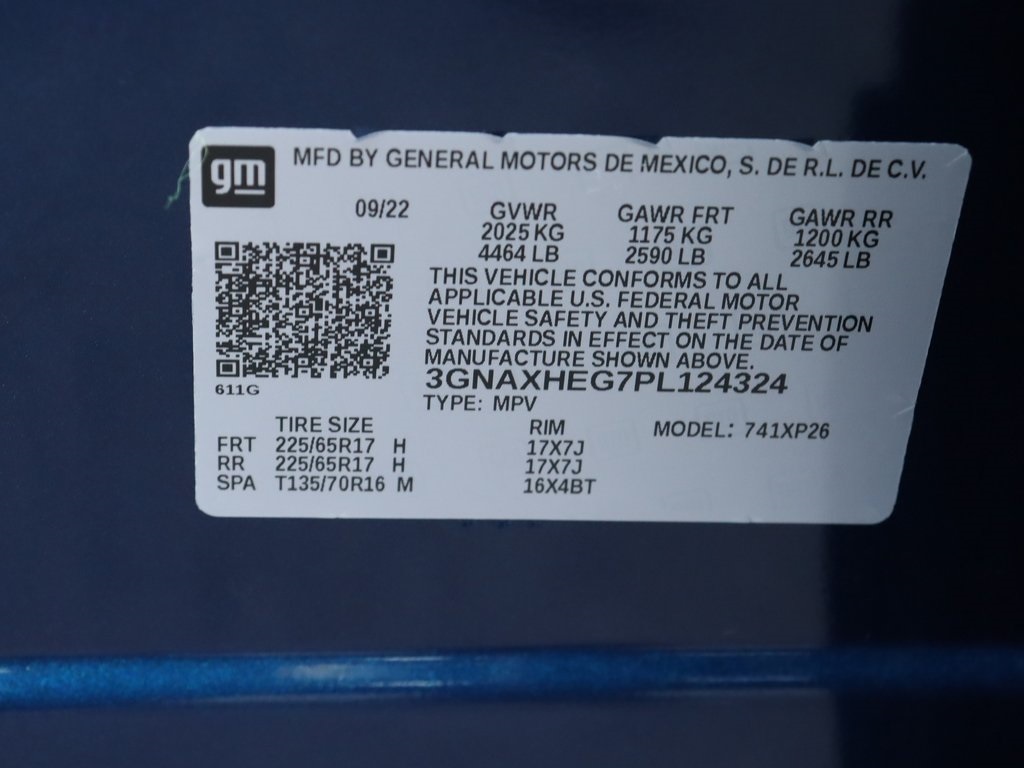 gm
MFD BY GENERAL MOTORS DE MEXICO, S. DE R.L. DE C.V.
09/22 GVWR GAWR FRT GAWR RR
2025 KG 1175 KG 1200 KG
4464 LB 2590 LB 2645 LB
THIS VEHICLE CONFORMS TO ALL
APPLICABLE U.S. FEDERAL MOTOR
VEHICLE SAFETY AND THEFT PREVENTION
STANDARDS IN EFFECT ON THE DATE OF
MANUFACTURE SHOWN ABOVE.
3GNAXHEG7PL124324
611G
TYPE: MPV
TIRE SIZE RIM MODEL: 741XP26
FRT 225/65R17 H 17X7J
RR 225/65R17 H 17X7J
SPA T135/70R16 M 16X4BT